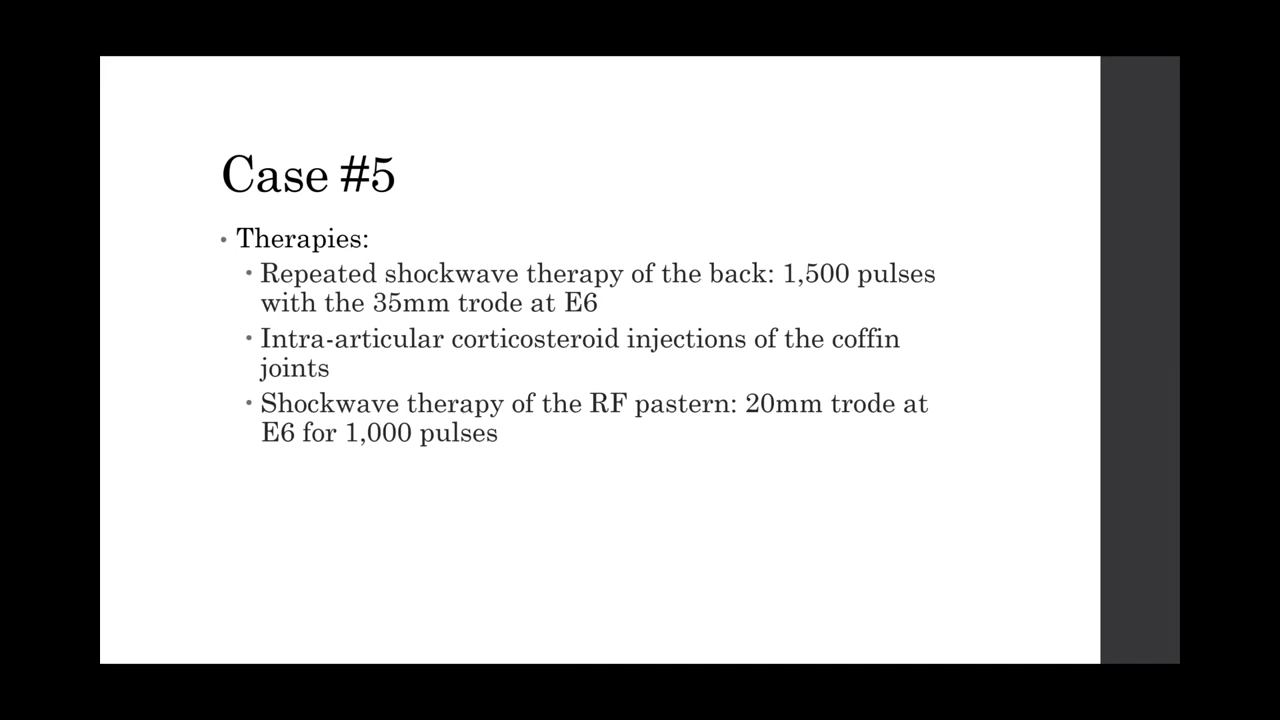 Case #5
• Therapies:
• Repeated shockwave therapy of the back: 1,500 pulses
with the 35mm trode at E6
• Intra-articular corticosteroid injections of the coffin
joints
• Shockwave therapy of the RF pastern: 20mm trode at
E6 for 1,000 pulses